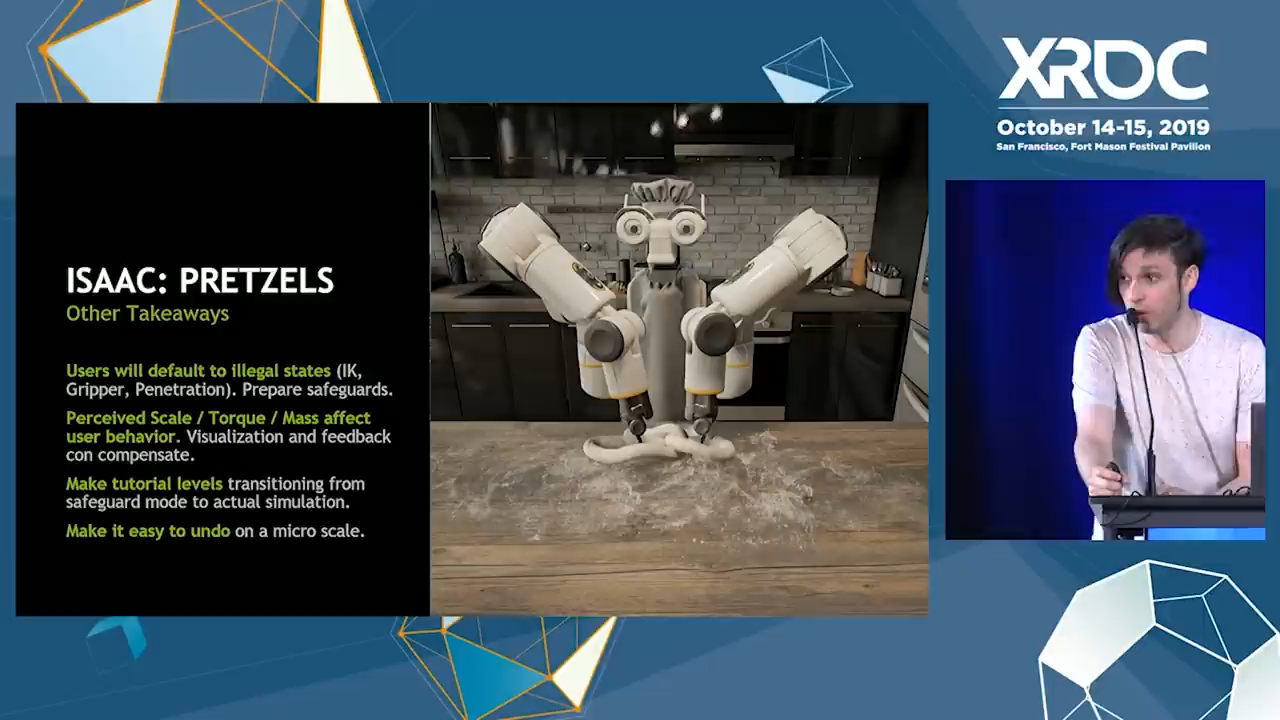 XRDC
October 14-15, 2019
San Francisco, Fort Mason Festival Pavilion
ISAAC: PRETZELS
Other Takeaways
Users will default to illegal states (IK,
Gripper, Penetration). Prepare safeguards.
Perceived Scale / Torque / Mass affect
user behavior. Visualization and feedback
con compensate.
Make tutorial levels transitioning from
safeguard mode to actual simulation.
Make it easy to undo on a micro scale.